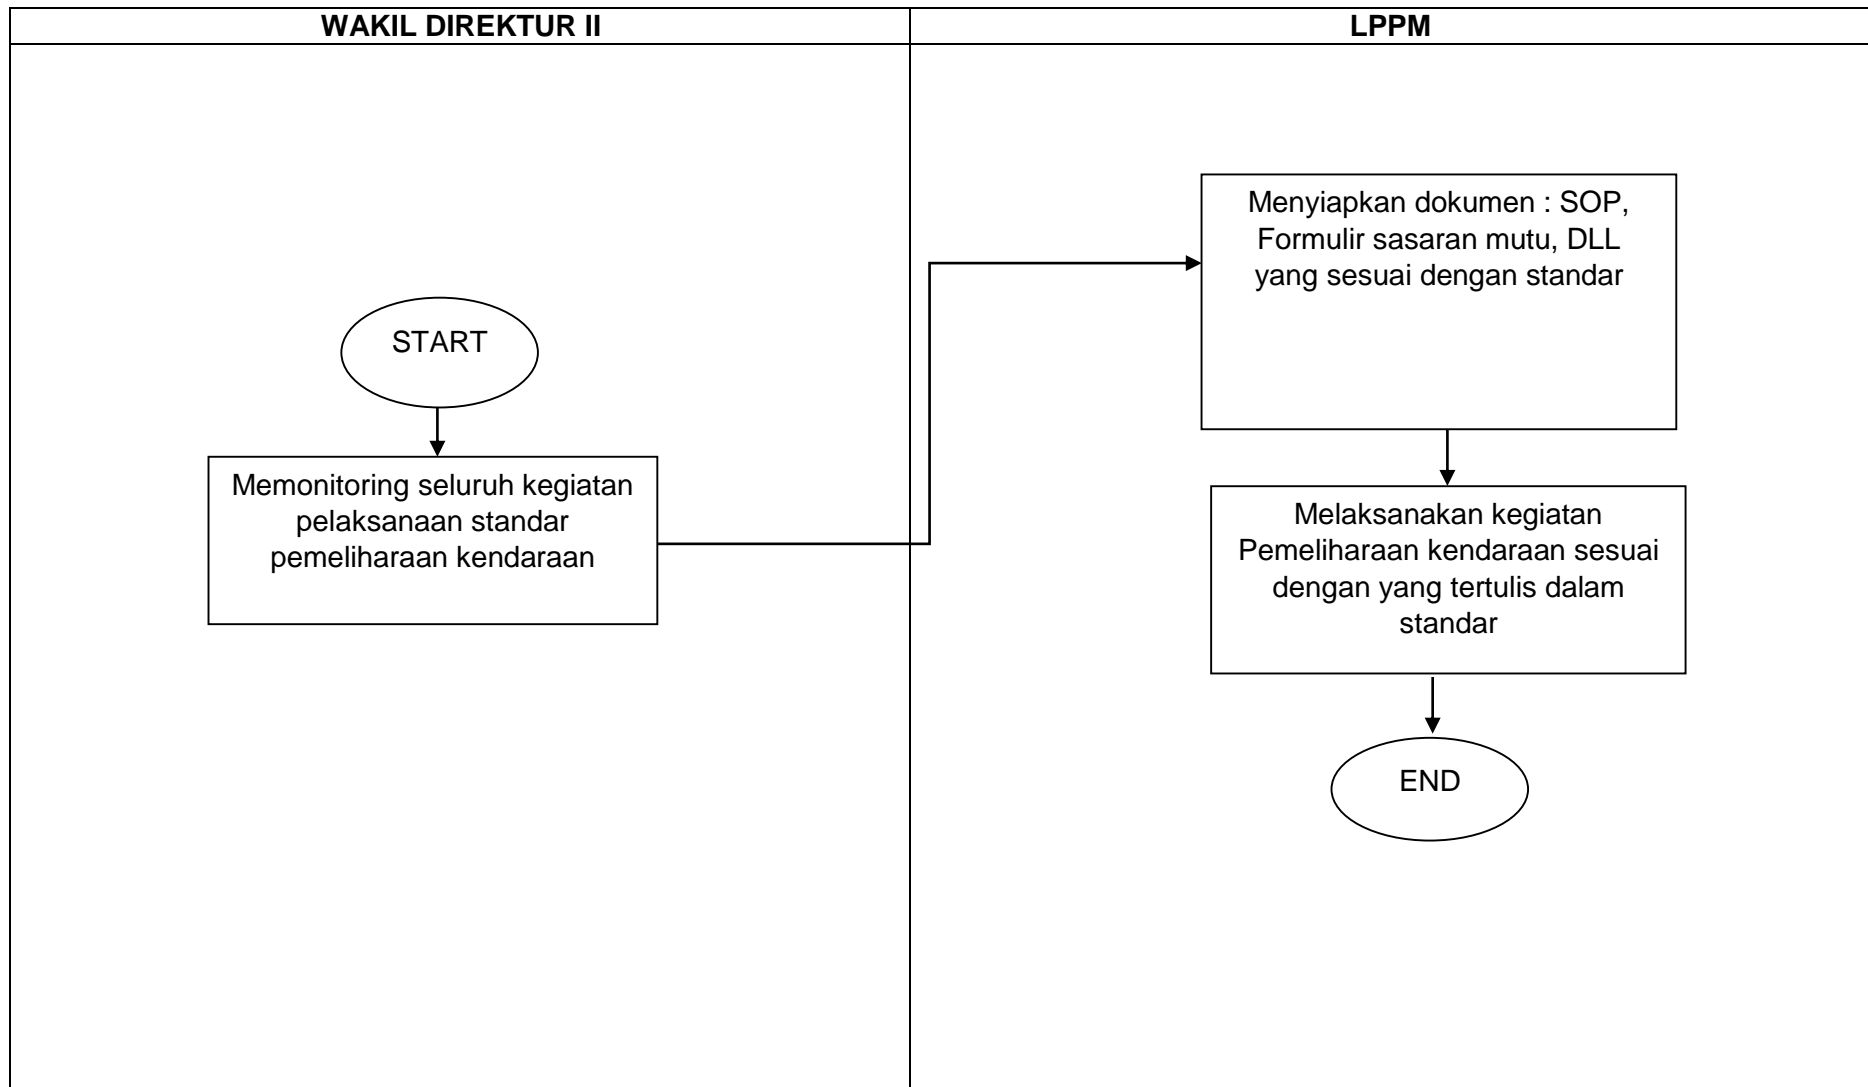 WAKIL DIREKTUR II
LPPM
START
Memonitoring seluruh kegiatan
pelaksanaan standar
pemeliharaan kendaraan
Menyiapkan dokumen : SOP,
Formulir sasaran mutu, DLL
yang sesuai dengan standar
Melaksanakan kegiatan
Pemeliharaan kendaraan sesuai
dengan yang tertulis dalam
standar
END